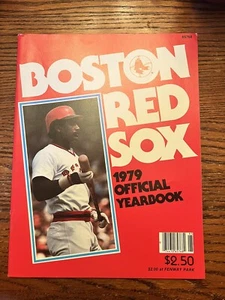 BOSTON
RED
SOX
1979
OFFICIAL
YEARBOOK
$2.50